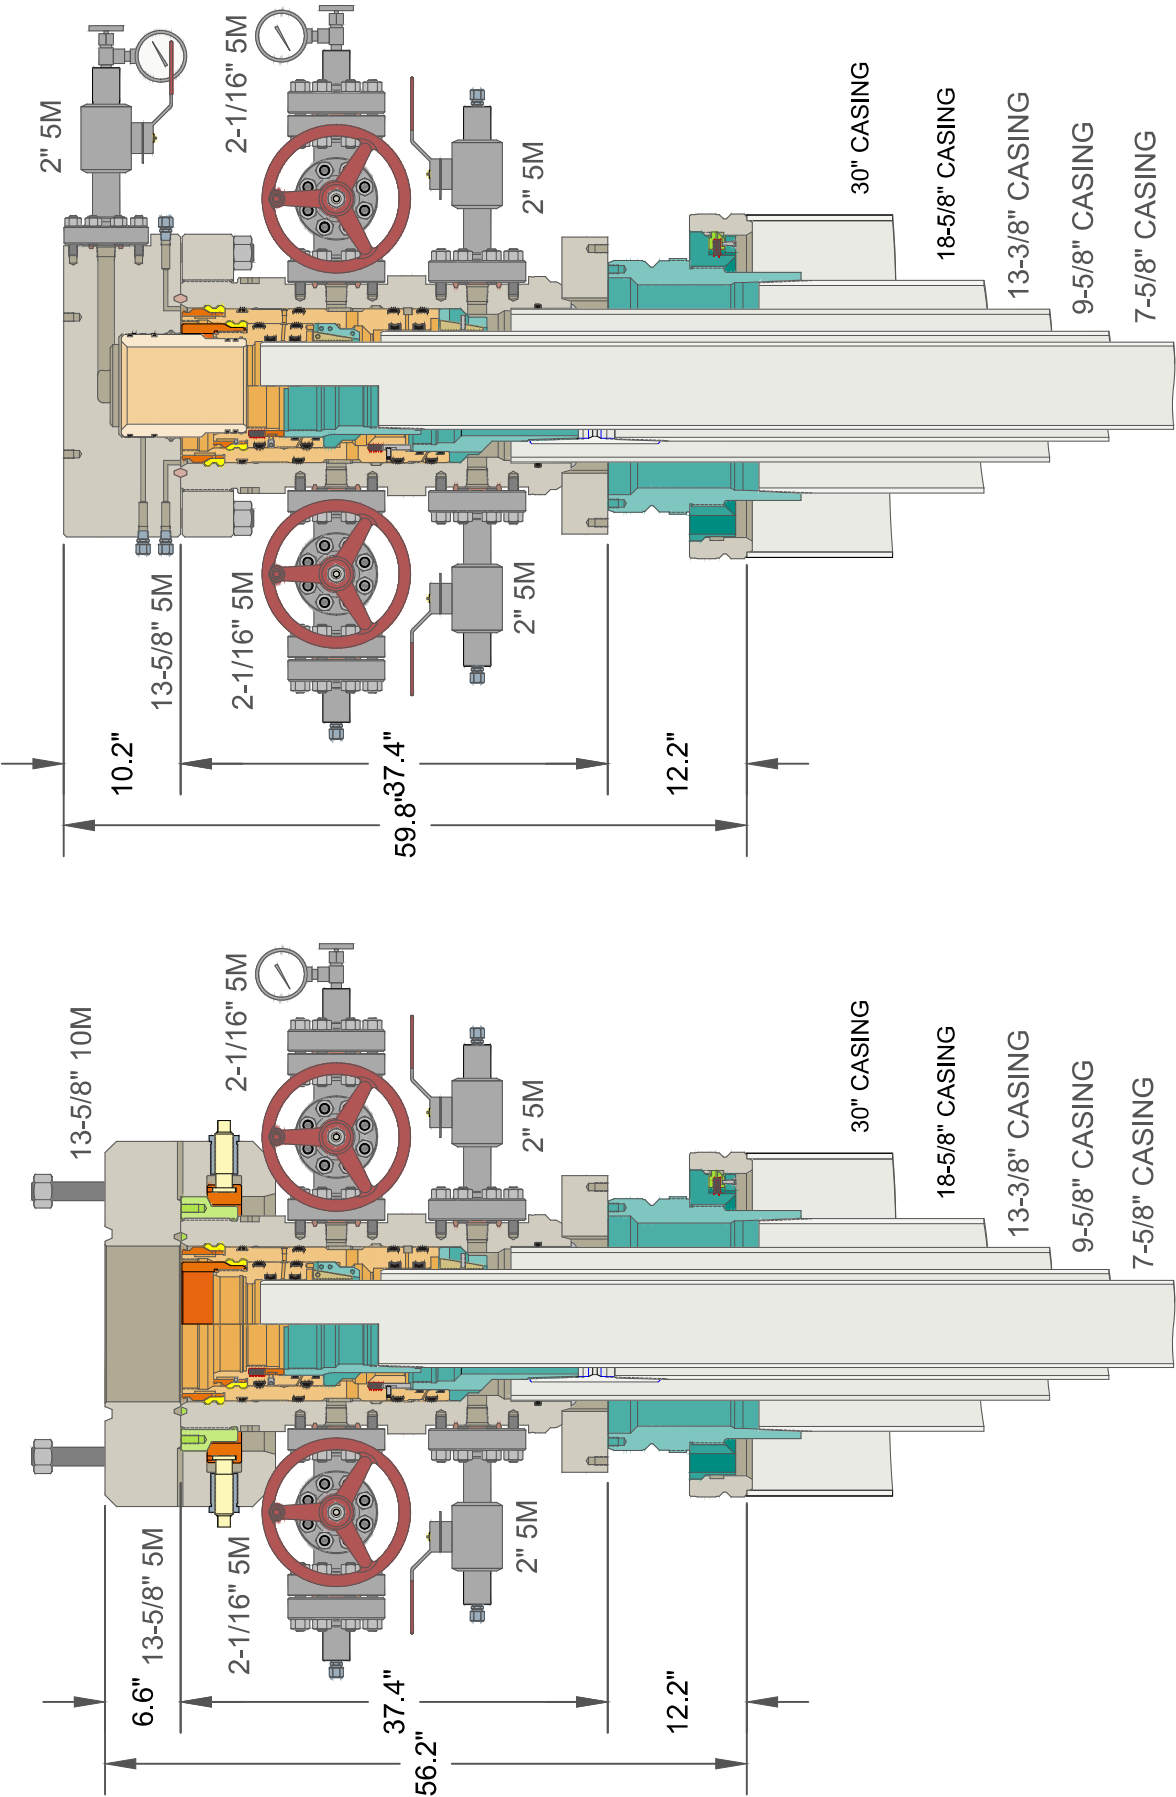 2" 5M
2-1/16" 5M
2" 5M
30" CASING
18-5/8" CASING
13-3/8" CASING
9-5/8" CASING
7-5/8" CASING
13-5/8" 5M
2-1/16" 5M
2" 5M
10.2"
37.4"
12.2"
59.8"
13-5/8" 10M
2-1/16" 5M
2" 5M
30" CASING
18-5/8" CASING
13-3/8" CASING
9-5/8" CASING
7-5/8" CASING
13-5/8" 5M
2-1/16" 5M
2" 5M
6.6"
37.4"
12.2"
56.2"